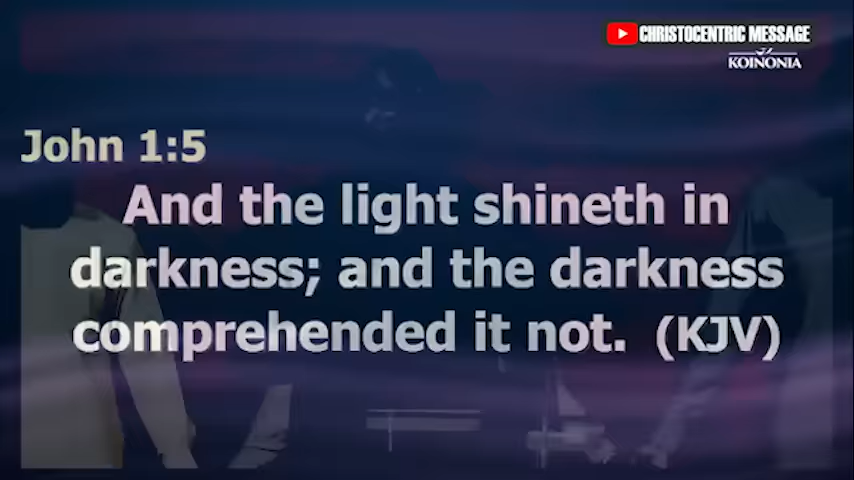 CHRISTOCENTRIC MESSAGE
KOINONIA
John 1:5
And the light shineth in
darkness; and the darkness
comprehended it not. (KJV)